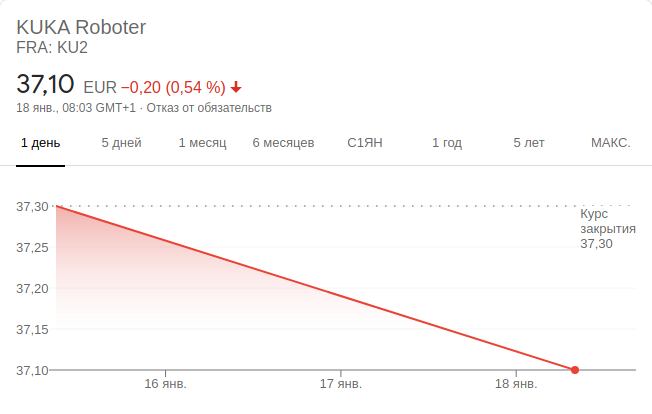 KUKA Roboter
FRA: KU2
37,10 EUR −0,20 (0,54 %)
18 янв., 08:03 GMT+1 · Отказ от обязательств
1 день 5 дней 1 месяц 6 месяцев С1ЯН 1 год 5 лет МАКС.
37,30
Курс
закрытия
37,30
37,25
37,20
37,15
37,10
16 янв. 17 янв. 18 янв.